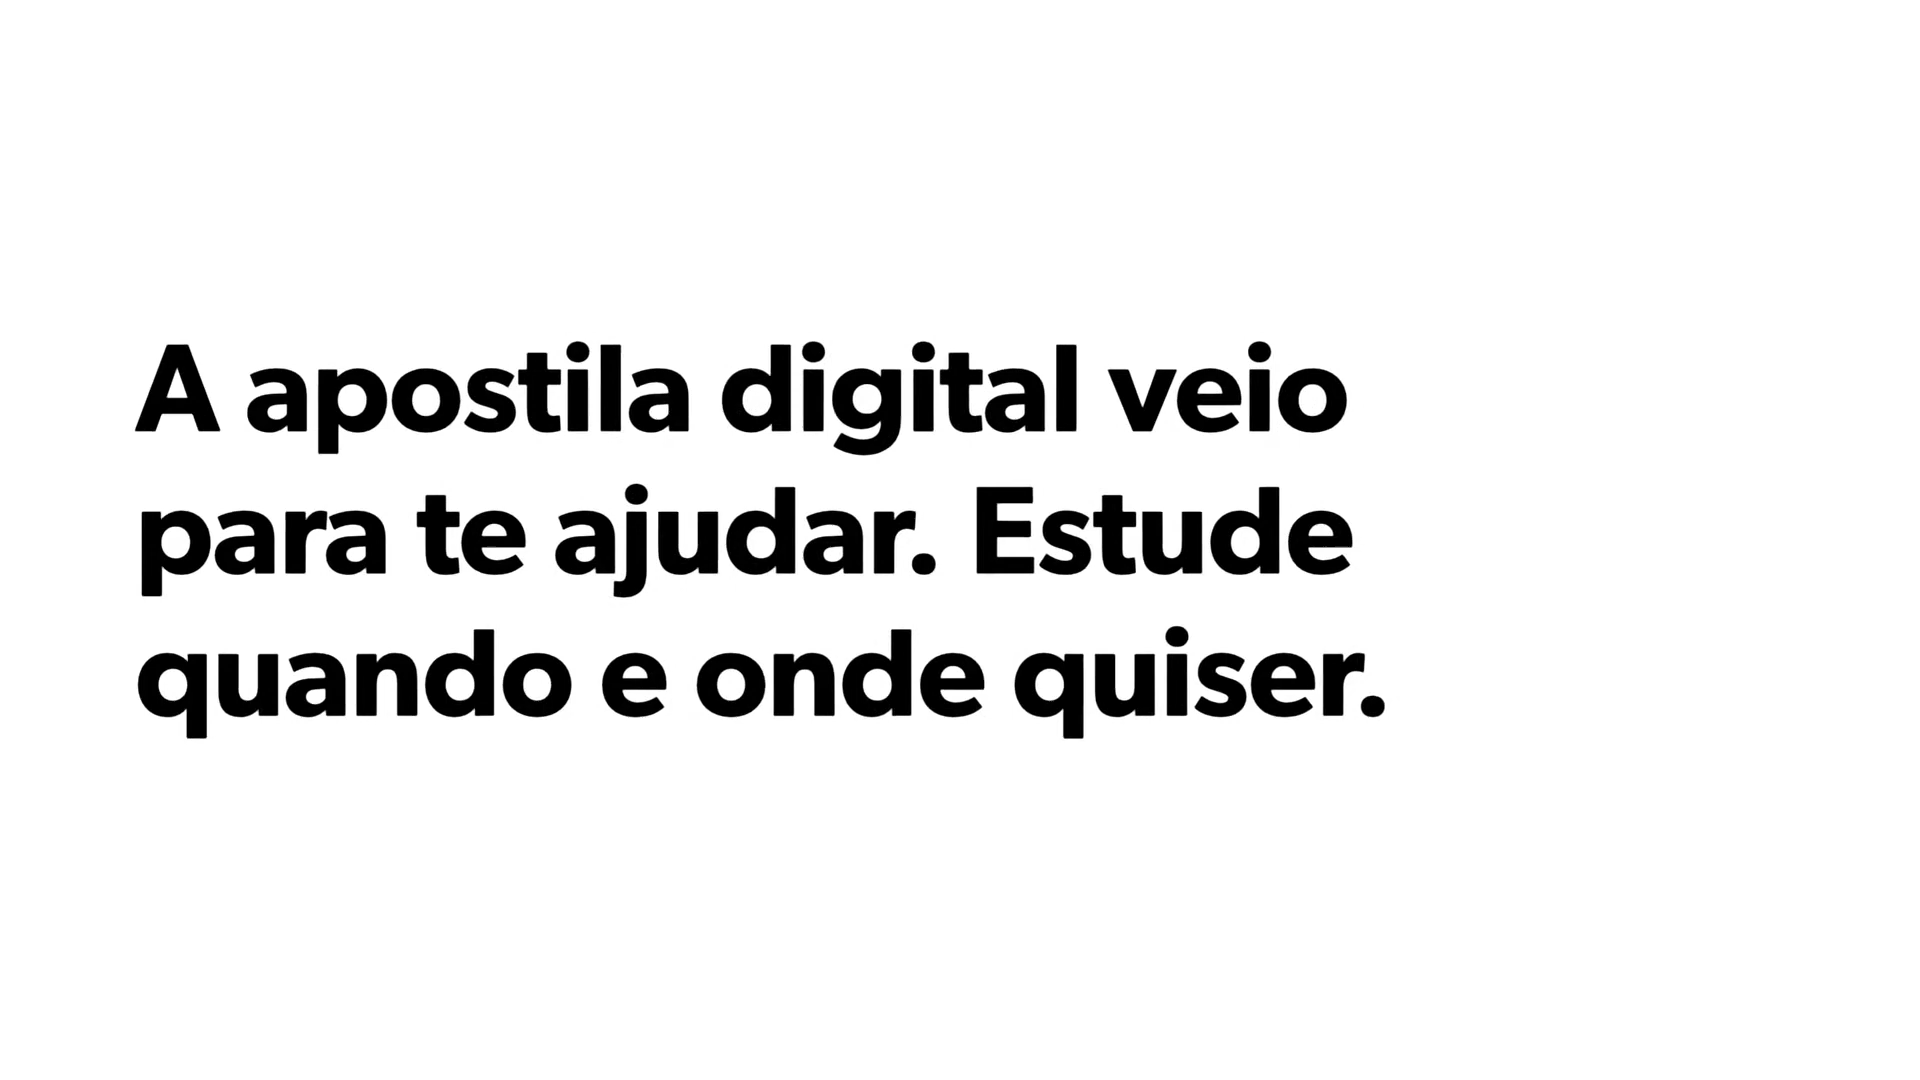 A apostila digital veio
para te ajudar. Estude
quando e onde quiser.